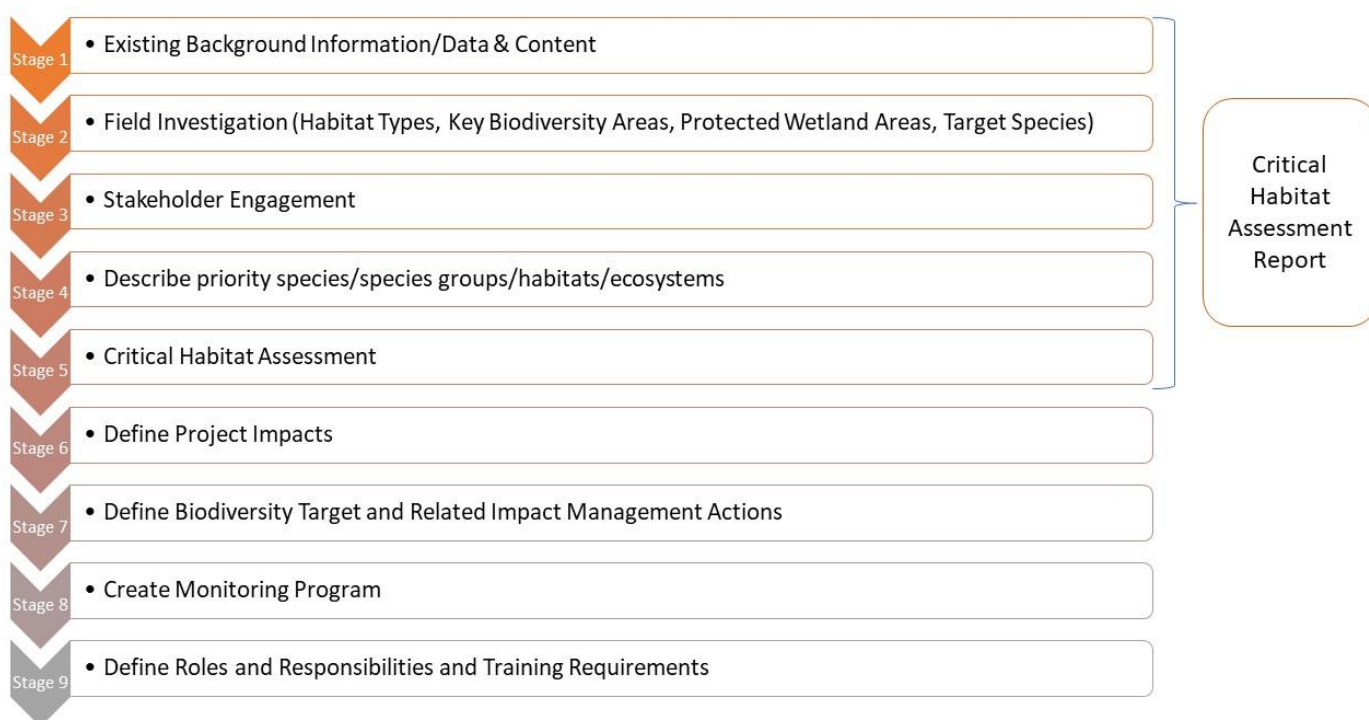 Stage 1
• Existing Background Information/Data & Content
Stage 2
• Field Investigation (Habitat Types, Key Biodiversity Areas, Protected Wetland Areas, Target Species)
Stage 3
• Stakeholder Engagement
Stage 4
• Describe priority species/species groups/habitats/ecosystems
Stage 5
• Critical Habitat Assessment
Stage 6
• Define Project Impacts
Stage 7
• Define Biodiversity Target and Related Impact Management Actions
Stage 8
• Create Monitoring Program
Stage 9
• Define Roles and Responsibilities and Training Requirements
Critical
Habitat
Assessment
Report